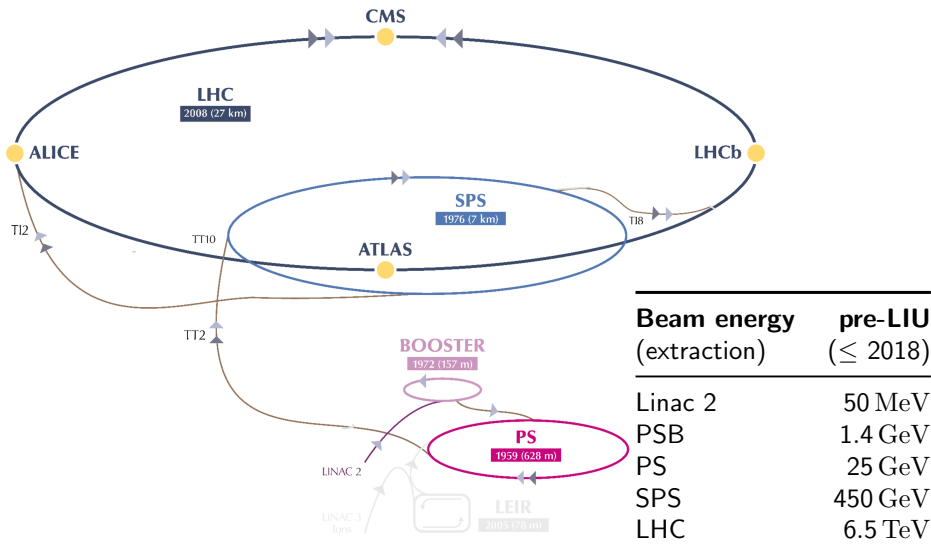 CMS
LHC
2008 (27 km)
ALICE
LHCb
SPS
1976 (7 km)
TI8
TI2
TT10
ATLAS
TT2
BOOSTER
1972 (157 m)
PS
1959 (628 m)
LINAC 2
LINAC 3
Ions
LEIR
2005 (78 m)
Beam energy pre-LIU
(extraction) (≤ 2018)
Linac 2 50 MeV
PSB 1.4 GeV
PS 25 GeV
SPS 450 GeV
LHC 6.5 TeV